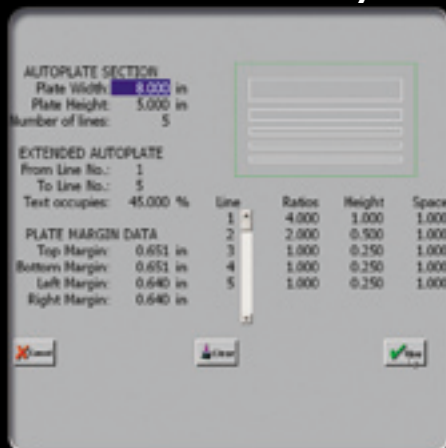 AUTOPLATE SECTION
Plate Width: 8.000 in
Plate Height: 5.000 in
Number of lines: 5
EXTENDED AUTOPLATE
From Line No.: 1
To Line No.: 5
Text occupies: 45.000 %
PLATE MARGIN DATA
Top Margin: 0.651 in
Bottom Margin: 0.651 in
Left Margin: 0.640 in
Right Margin: 0.640 in
Line Ratios Height Space
1 4.000 1.000 1.000
2 2.000 0.500 1.000
3 1.000 0.250 1.000
4 1.000 0.250 1.000
5 1.000 0.250 1.000
Cancel